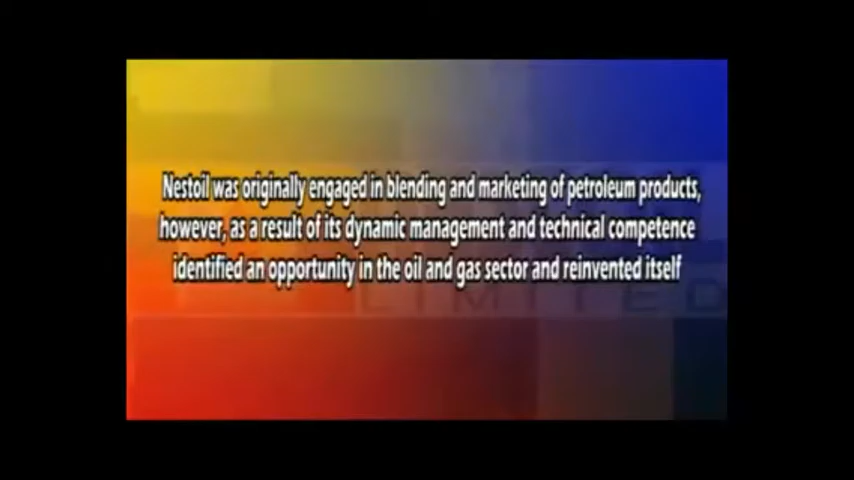 Nestoil was originally engaged in blending and marketing of petroleum products,
however, as a result of its dynamic management and technical competence
identified an opportunity in the oil and gas sector and reinvented itself
LIMITED